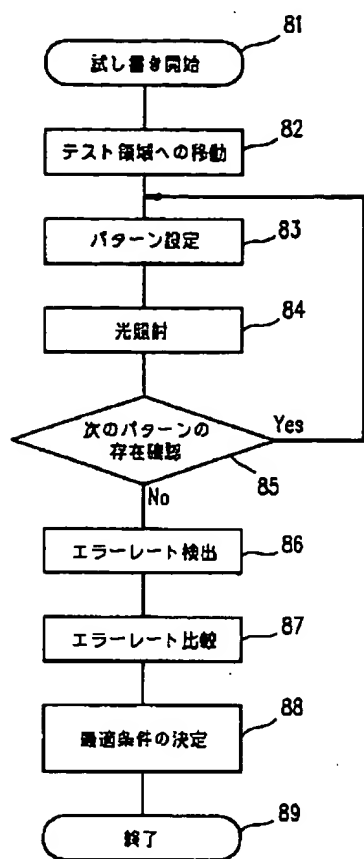 81
試し書き開始
82
テスト領域への移動
83
パターン設定
84
光照射
次のパターンの
存在確認
Yes
85
No
86
エラーレート検出
87
エラーレート比較
88
最適条件の決定
89
終了